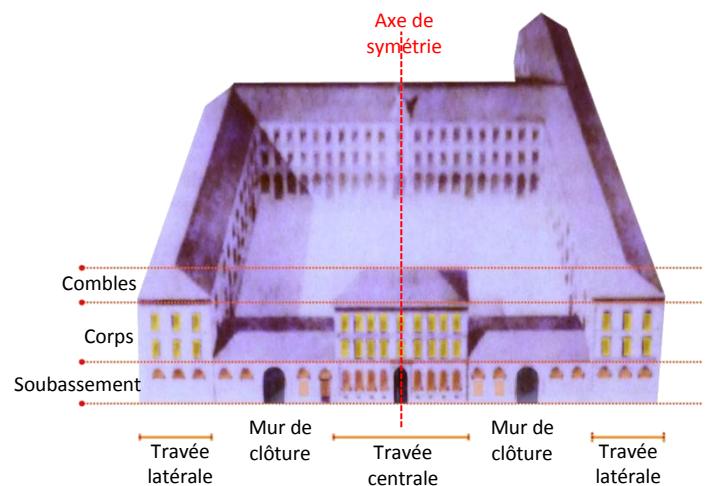 Axe de
symétrie
Combles
Corps
Soubassement
Mur de
clôture
Mur de
clôture
Travée
latérale
Travée
centrale
Travée
latérale